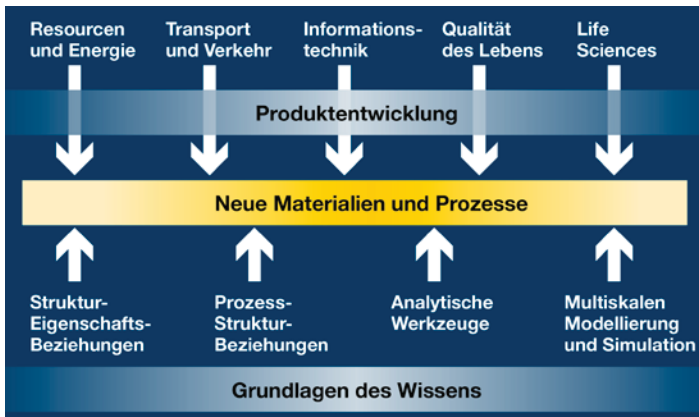 Resourcen
und Energie
Transport
und Verkehr
Informations-
technik
Qualität
des Lebens
Life
Sciences
Produktentwicklung
Neue Materialien und Prozesse
Struktur-
Eigenschafts-
Beziehungen
Prozess-
Struktur-
Beziehungen
Analytische
Werkzeuge
Multiskalen
Modellierung
und Simulation
Grundlagen des Wissens